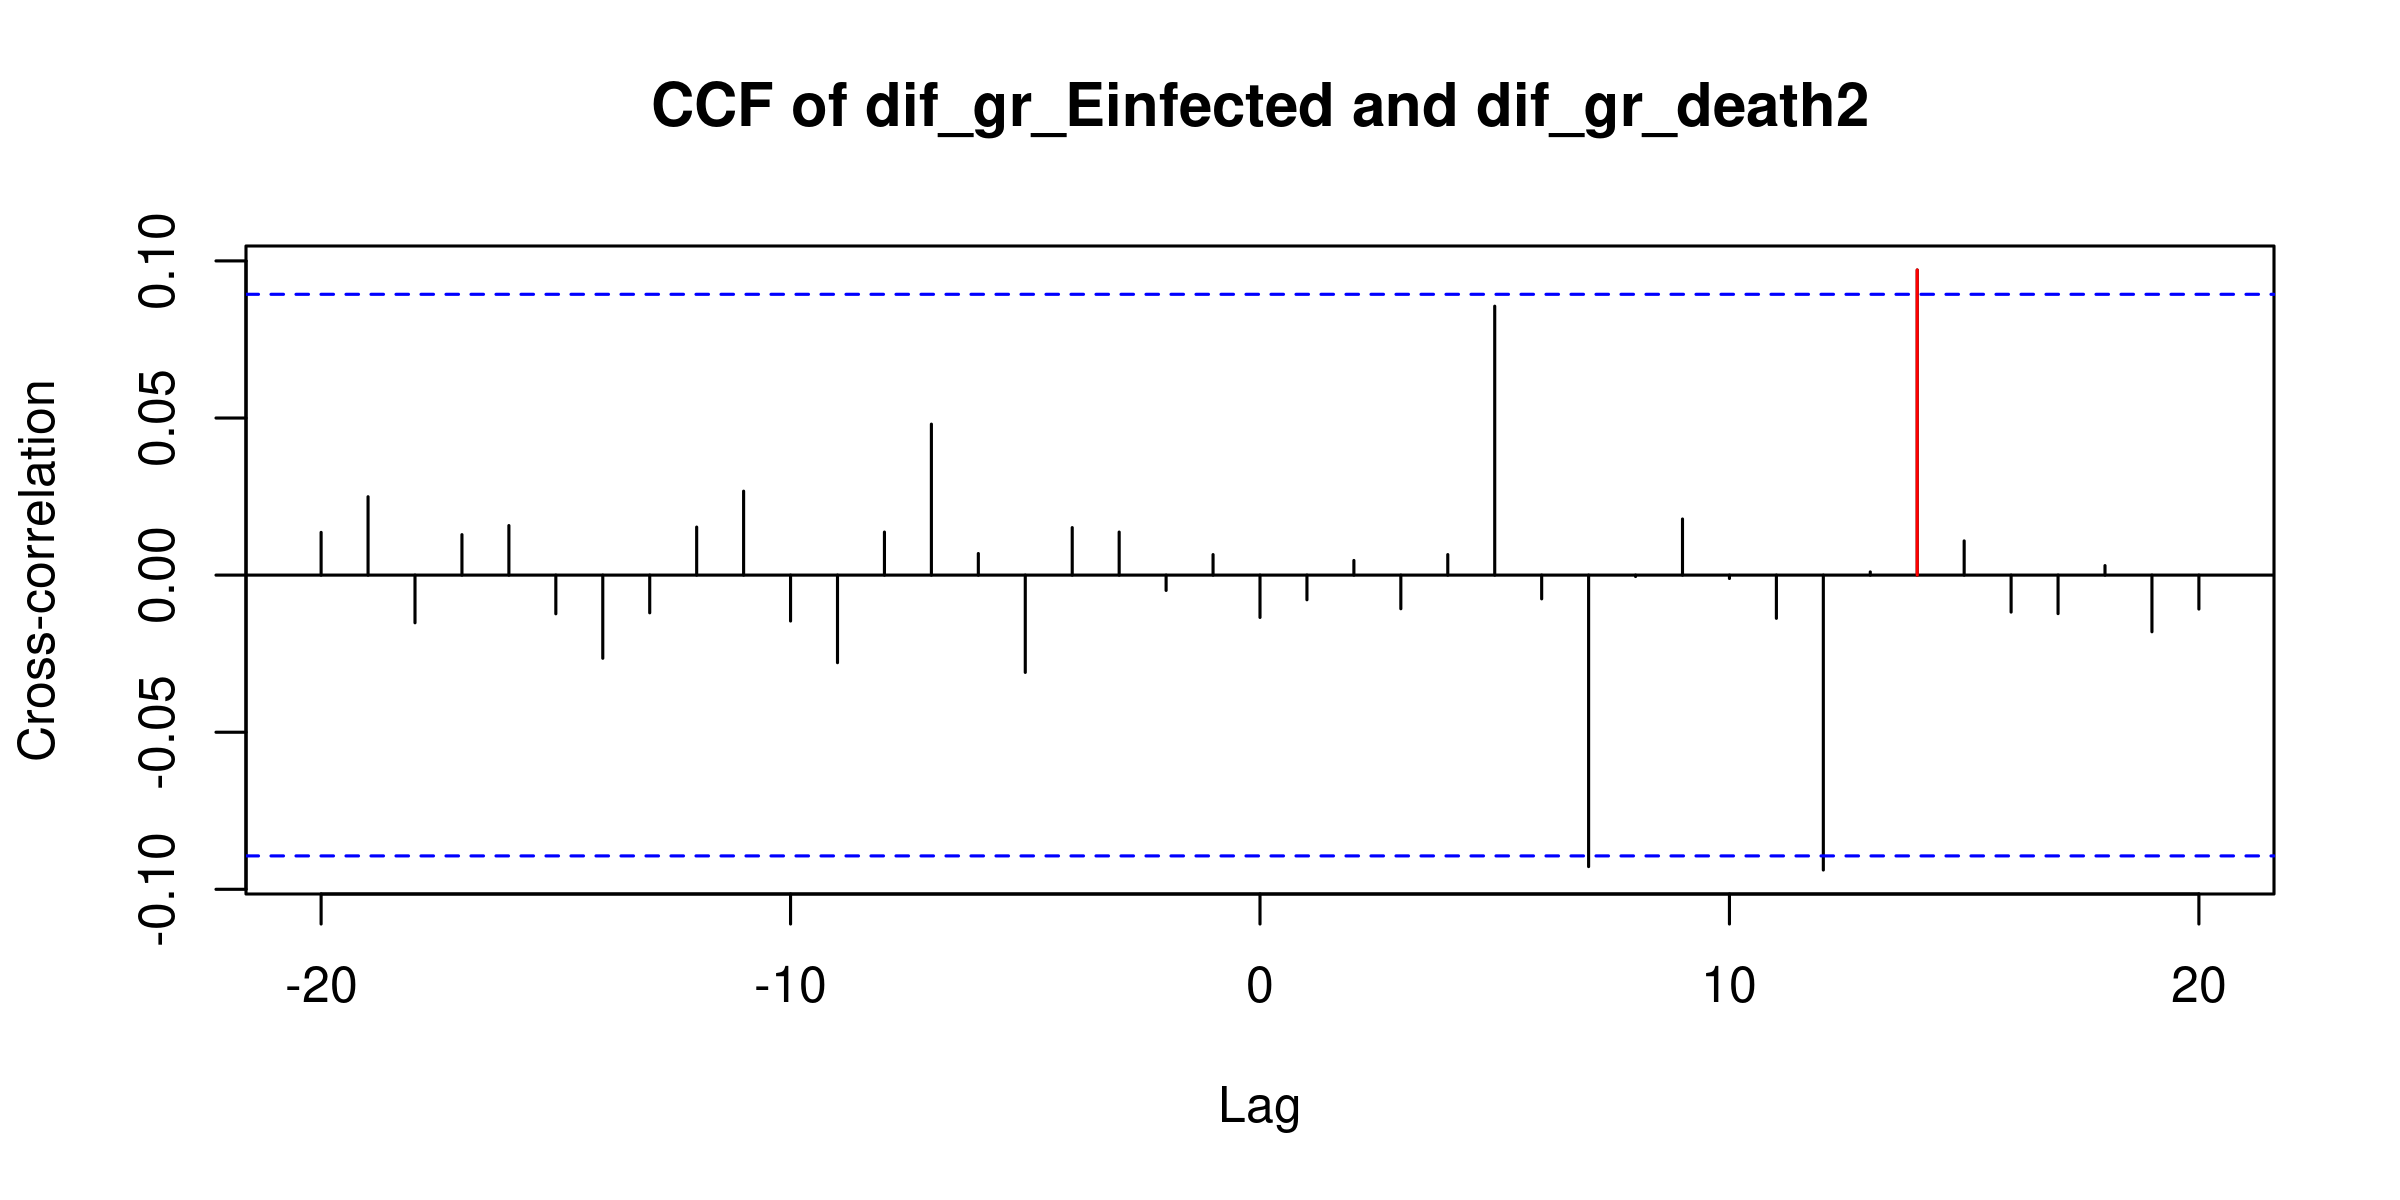 CCF of dif_gr_Einfected and dif_gr_death2
Cross-correlation
0.10
0.05
0.00
-0.05
-0.10
-20 -10 0 10 20
Lag